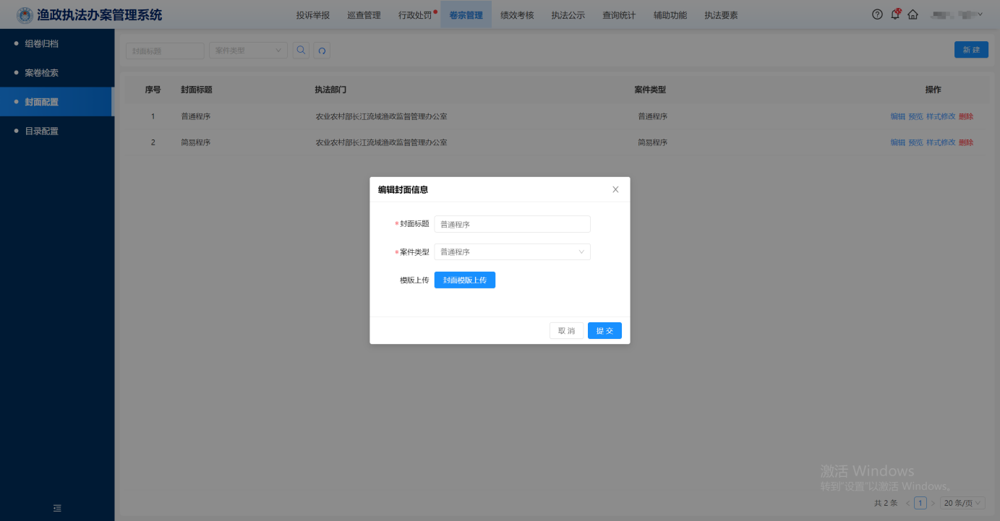 渔政执法办案管理系统 投诉举报 巡查管理 行政处罚 卷宗管理 绩效考核 执法公示 查询统计 辅助功能 执法要素
组卷归档
案卷检索
封面配置
目录配置
封面标题 案件类型 新 建
序号 封面标题 执法部门 案件类型 操作
1 普通程序 农业农村部长江流域渔政监督管理办公室 普通程序 编辑 预览 样式修改 删除
2 简易程序 农业农村部长江流域渔政监督管理办公室 简易程序 编辑 预览 样式修改 删除
编辑封面信息
*封面标题 普通程序
*案件类型 普通程序
模版上传 封面模版上传
取 消 提 交
激活 Windows
转到"设置"以激活 Windows。
共 2 条 < 1 > 20 条/页